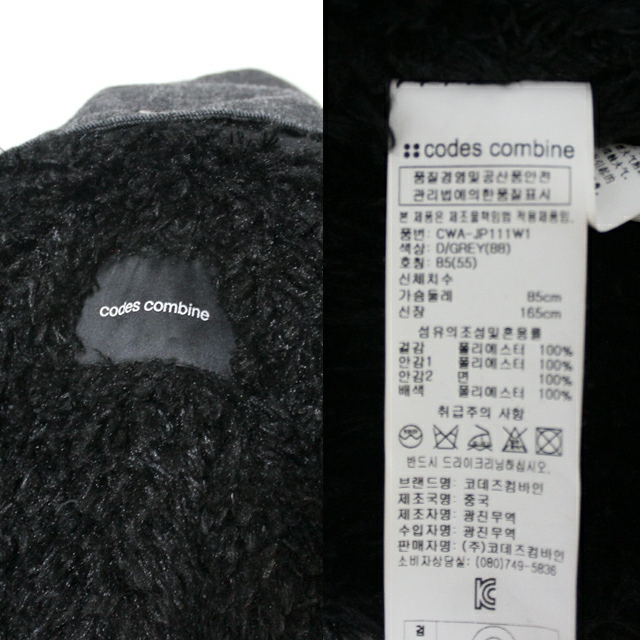 codes combine
codes combine
품질경영및공산품안전
관리법에의한품질표시
본 제품은 제조물책임법 적용제품임.
품번: CWA-JP111W1
색상: D/GREY(88)
호칭: 85(55)
신체치수
가슴둘레 85cm
신장 165cm
섬유의조성및혼용률
겉감 폴리에스터 100%
안감1 폴리에스터 100%
안감2 면 100%
배색 폴리에스터 100%
취급주의 사항
반드시 드라이크리닝하십시오.
브랜드명: 코데즈컴바인
제조국명: 중국
제조자명: 광진무역
수입자명: 광진무역
판매자명: (주)코데즈컴바인
소비자상담실: (080)749-5836
겉